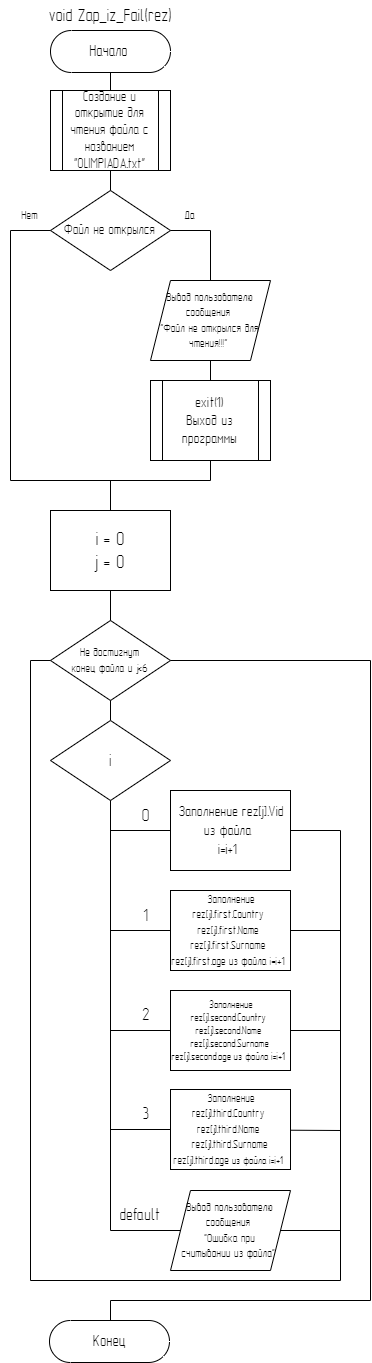 void Zap_iz_Fail(rez)
Начало
Создание и
открытие для
чтения файла с
названием
"OLIMPIADA.txt"
Нет
Да
Файл не открылся
Вывод пользователю
сообщения
"Файл не открылся для
чтения!!!"
exit(1)
Выход из
программы
i = 0
j = 0
Не достигнут
конец файла и j<6
i
0
Заполнение rez[j].Vid
из файла
i=i+1
1
Заполнение
rez[j].first.Country
rez[j].first.Name
rez[j].first.Surname
rez[j].first.age из файла i=i+1
2
Заполнение
rez[j].second.Country
rez[j].second.Name
rez[j].second.Surname
rez[j].second.age из файла i=i+1
3
Заполнение
rez[j].third.Country
rez[j].third.Name
rez[j].third.Surname
rez[j].third.age из файла i=i+1
default
Вывод пользователю
сообщения
"Ошибка при
считывании из файла"
Конец